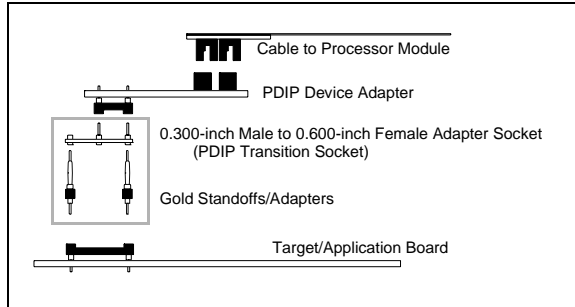 Cable to Processor Module
PDIP Device Adapter
0.300-inch Male to 0.600-inch Female Adapter Socket
(PDIP Transition Socket)
Gold Standoffs/Adapters
Target/Application Board